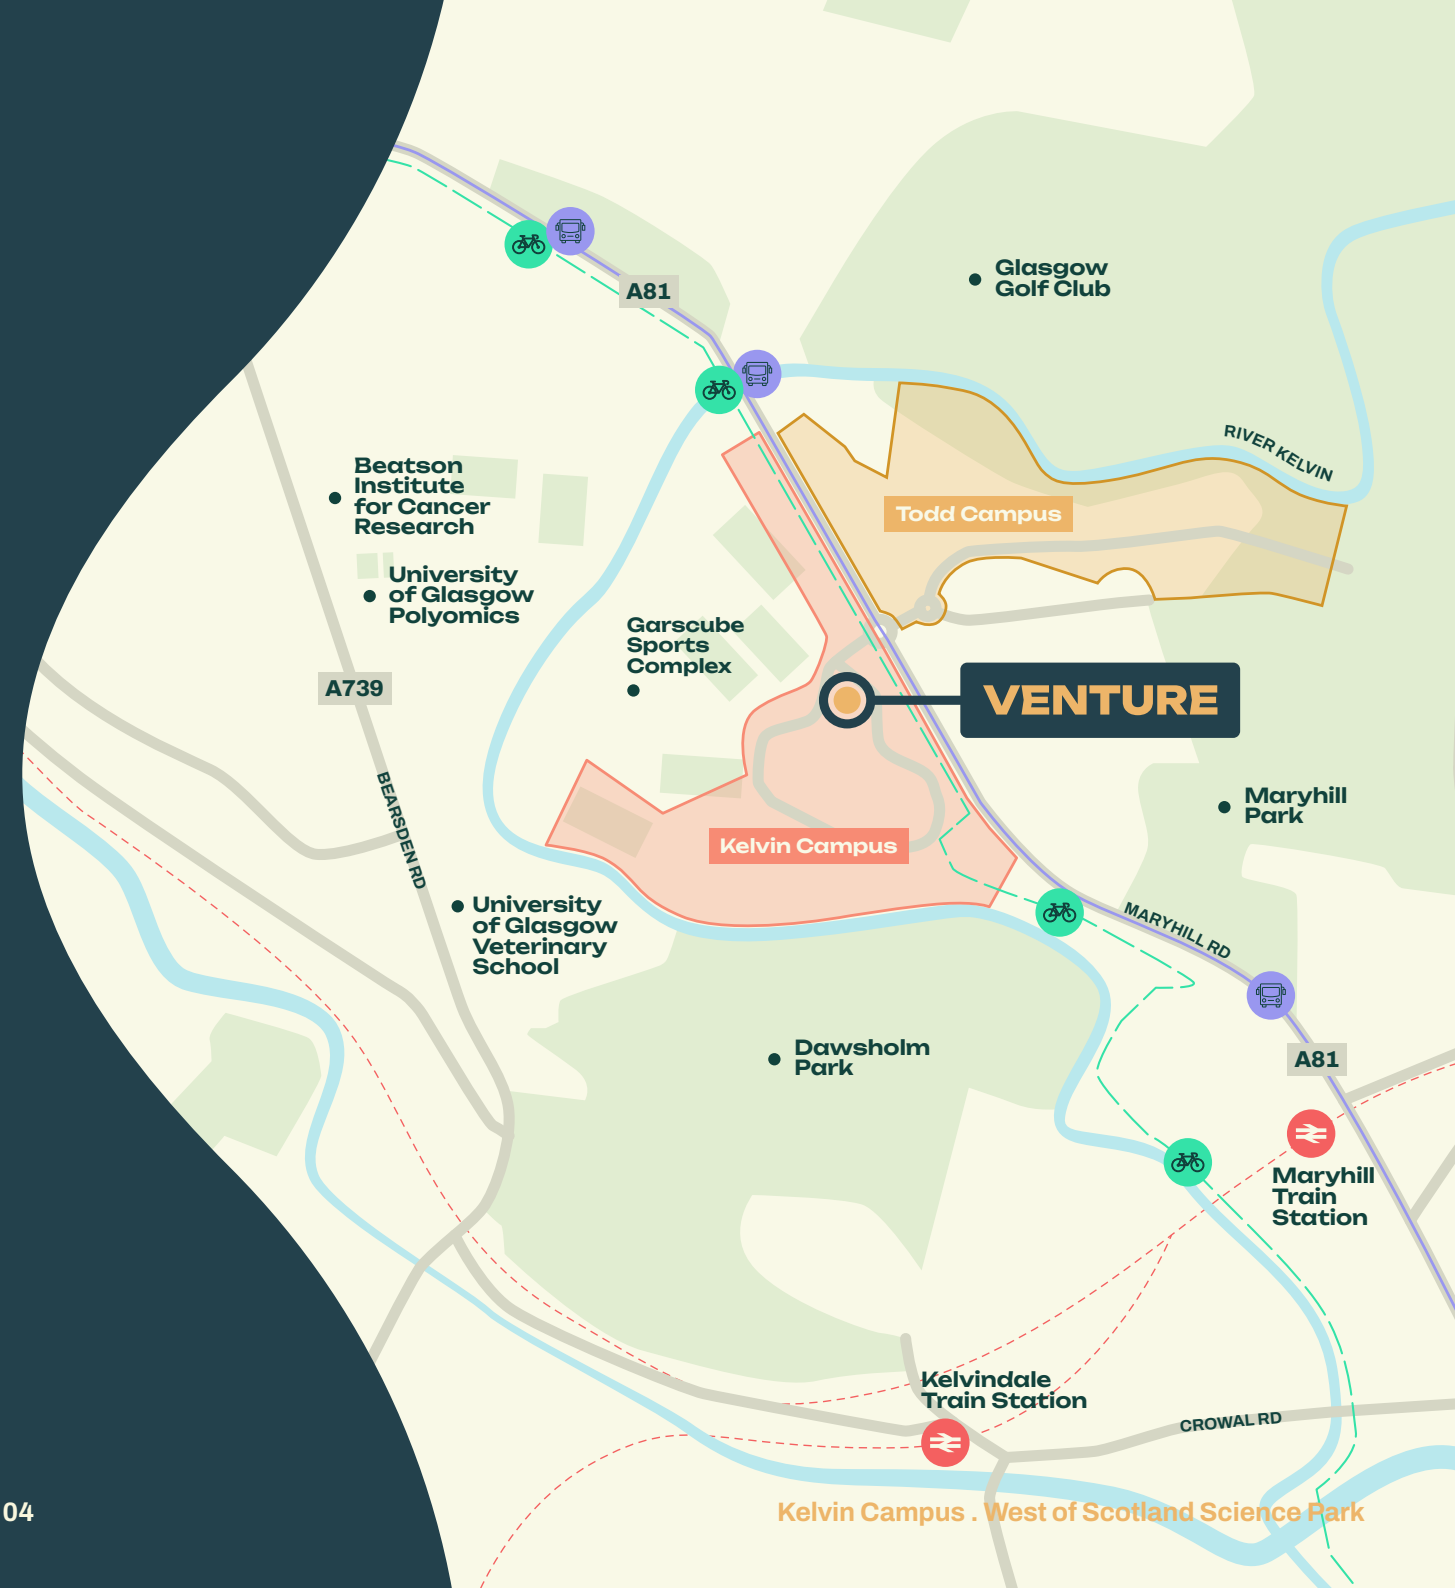 A81
Glasgow
Golf Club
RIVER KELVIN
Beatson
Institute
for Cancer
Research
Todd Campus
University
of Glasgow
Polyomics
Garscube
Sports
Complex
A739
VENTURE
BEARSDEN RD
Maryhill
Park
Kelvin Campus
University
of Glasgow
Veterinary
School
MARYHILL RD
Dawsholm
Park
A81
Maryhill
Train
Station
Kelvindale
Train Station
CROWAL RD
04
Kelvin Campus . West of Scotland Science Park